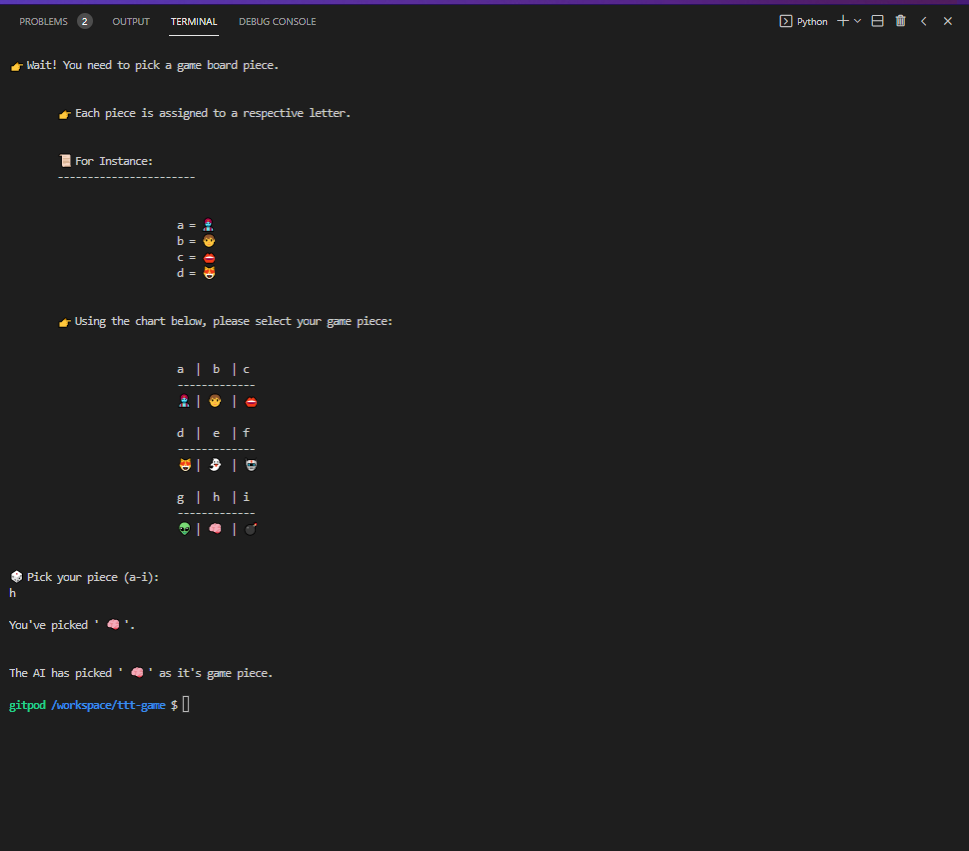 PROBLEMS 2 OUTPUT TERMINAL DEBUG CONSOLE Python
👉 Wait! You need to pick a game board piece.
👉 Each piece is assigned to a respective letter.
📜 For Instance:
-----------------------
a = 👩‍🎤
b = 🧒
c = 👄
d = 😻
👉 Using the chart below, please select your game piece:
a | b | c
-------------
👩‍🎤 | 🧒 | 👄
d | e | f
-------------
😻 | 👻 | 💀
g | h | i
-------------
👽 | 🧠 | 💣
🎲 Pick your piece (a-i):
h
You've picked ' 🧠 '.
The AI has picked ' 🧠 ' as it's game piece.
gitpod /workspace/ttt-game $